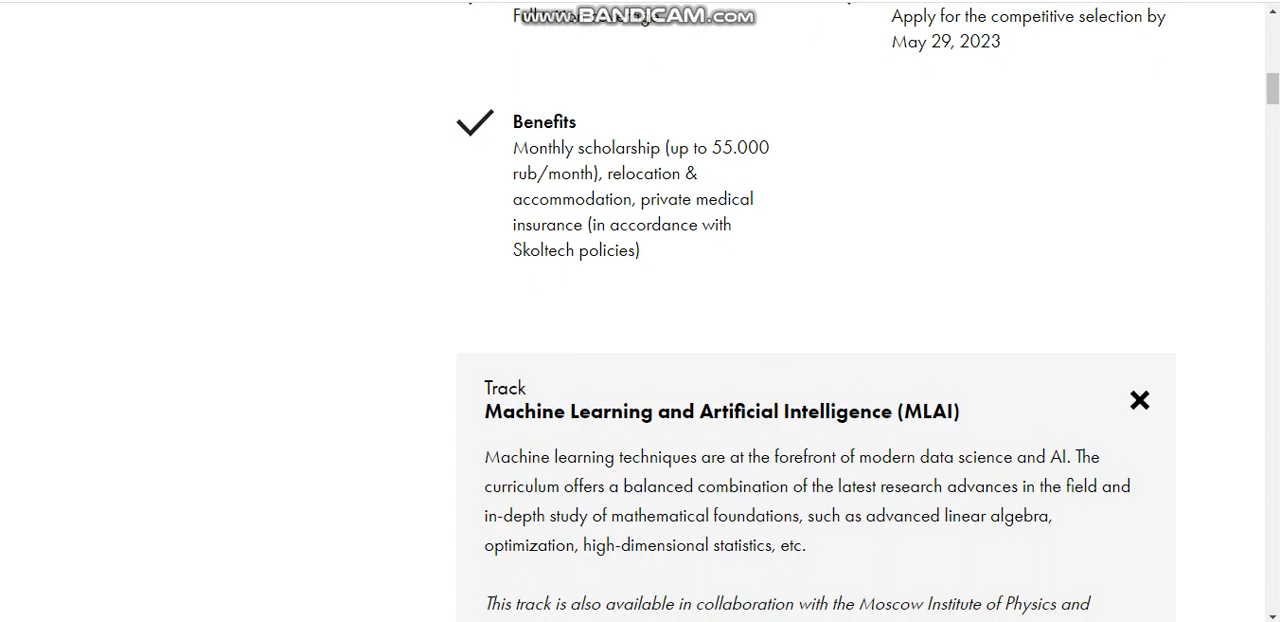 www.BANDICAM.com
Apply for the competitive selection by
May 29, 2023
Benefits
Monthly scholarship (up to 55.000
rub/month), relocation &
accommodation, private medical
insurance (in accordance with
Skoltech policies)
Track
Machine Learning and Artificial Intelligence (MLAI)
Machine learning techniques are at the forefront of modern data science and AI. The
curriculum offers a balanced combination of the latest research advances in the field and
in-depth study of mathematical foundations, such as advanced linear algebra,
optimization, high-dimensional statistics, etc.
This track is also available in collaboration with the Moscow Institute of Physics and